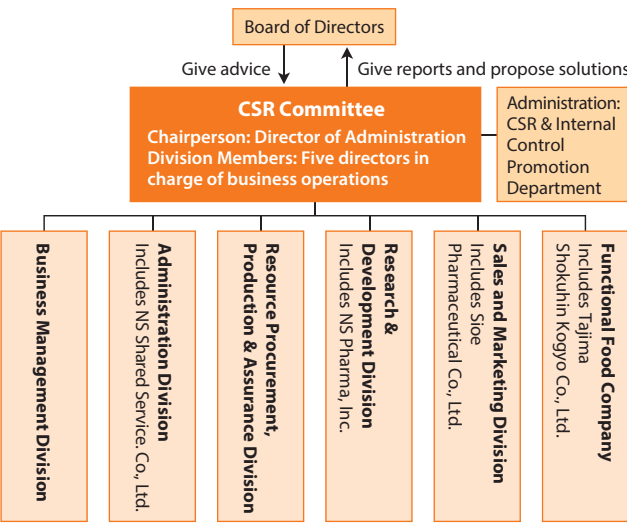 Board of Directors
Give advice
Give reports and propose solutions
CSR Committee
Chairperson: Director of Administration
Division Members: Five directors in
charge of business operations
Administration:
CSR & Internal
Control
Promotion
Department
Business Management Division
Administration Division
Includes NS Shared Service. Co., Ltd.
Resource Procurement,
Production & Assurance Division
Research &
Development Division
Includes NS Pharma, Inc.
Sales and Marketing Division
Includes Sioe
Pharmaceutical Co., Ltd.
Functional Food Company
Includes Tajima
Shokuhin Kogyo Co., Ltd.